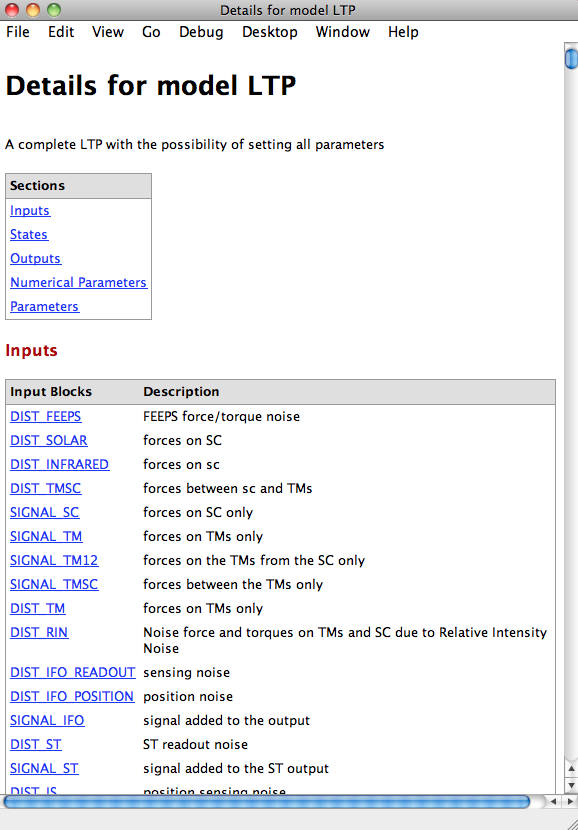 Details for model LTP
File Edit View Go Debug Desktop Window Help
Details for model LTP
A complete LTP with the possibility of setting all parameters
Sections
Inputs
States
Outputs
Numerical Parameters
Parameters
Inputs
Input Blocks Description
DIST_FEEPS FEEPS force/torque noise
DIST_SOLAR forces on SC
DIST_INFRARED forces on sc
DIST_TMSC forces between sc and TMs
SIGNAL_SC forces on SC only
SIGNAL_TM forces on TMs only
SIGNAL_TM12 forces on the TMs from the SC only
SIGNAL_TMSC forces between the TMs only
DIST_TM forces on TMs only
DIST_RIN Noise force and torques on TMs and SC due to Relative Intensity
Noise
DIST_IFO_READOUT sensing noise
DIST_IFO_POSITION position noise
SIGNAL_IFO signal added to the output
DIST_ST ST readout noise
SIGNAL_ST signal added to the ST output
DIST_IS position sensing noise